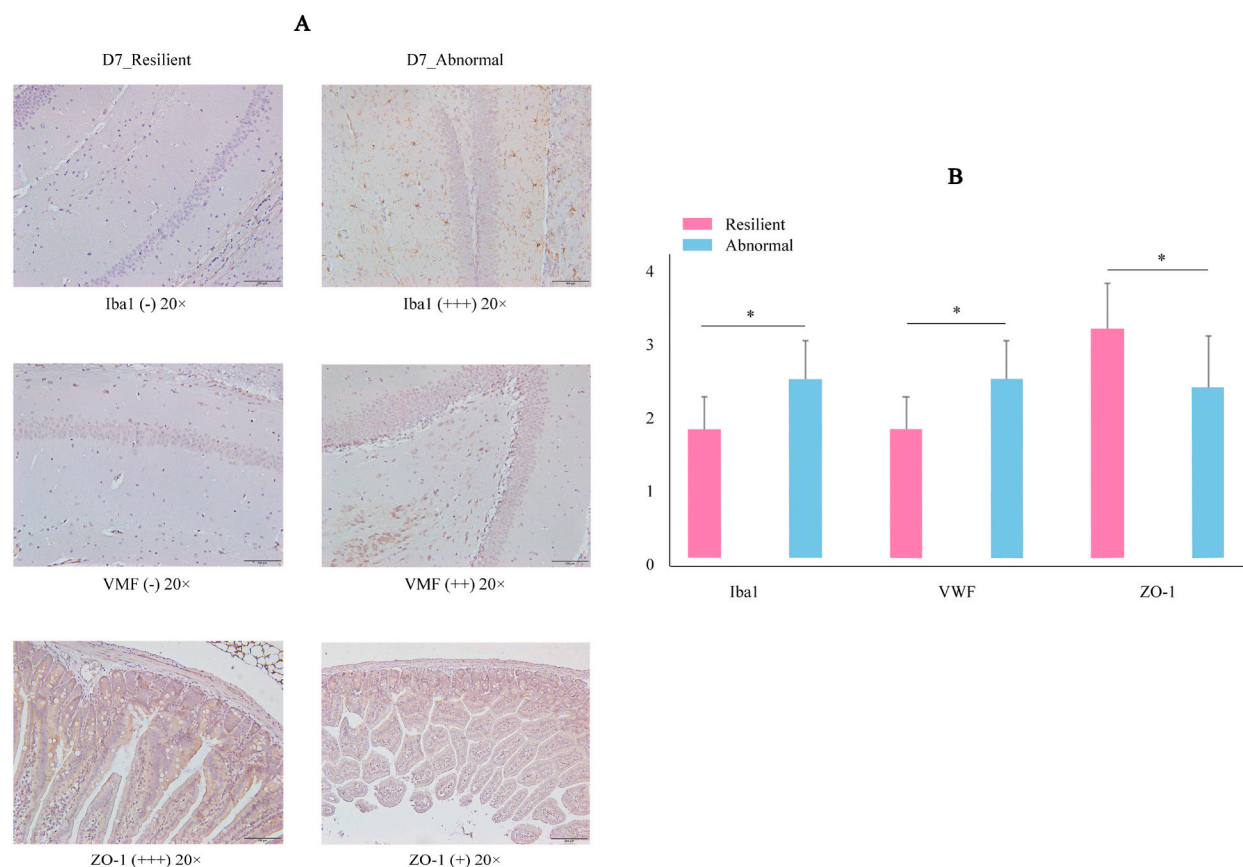 A
D7_Resilient
D7_Abnormal
Iba1 (-) 20×
Iba1 (+++) 20×
VMF (-) 20×
VMF (++) 20×
ZO-1 (+++) 20×
ZO-1 (+) 20×
B
Resilient
Abnormal
4
3
2
1
0
*
*
*
Iba1
VWF
ZO-1